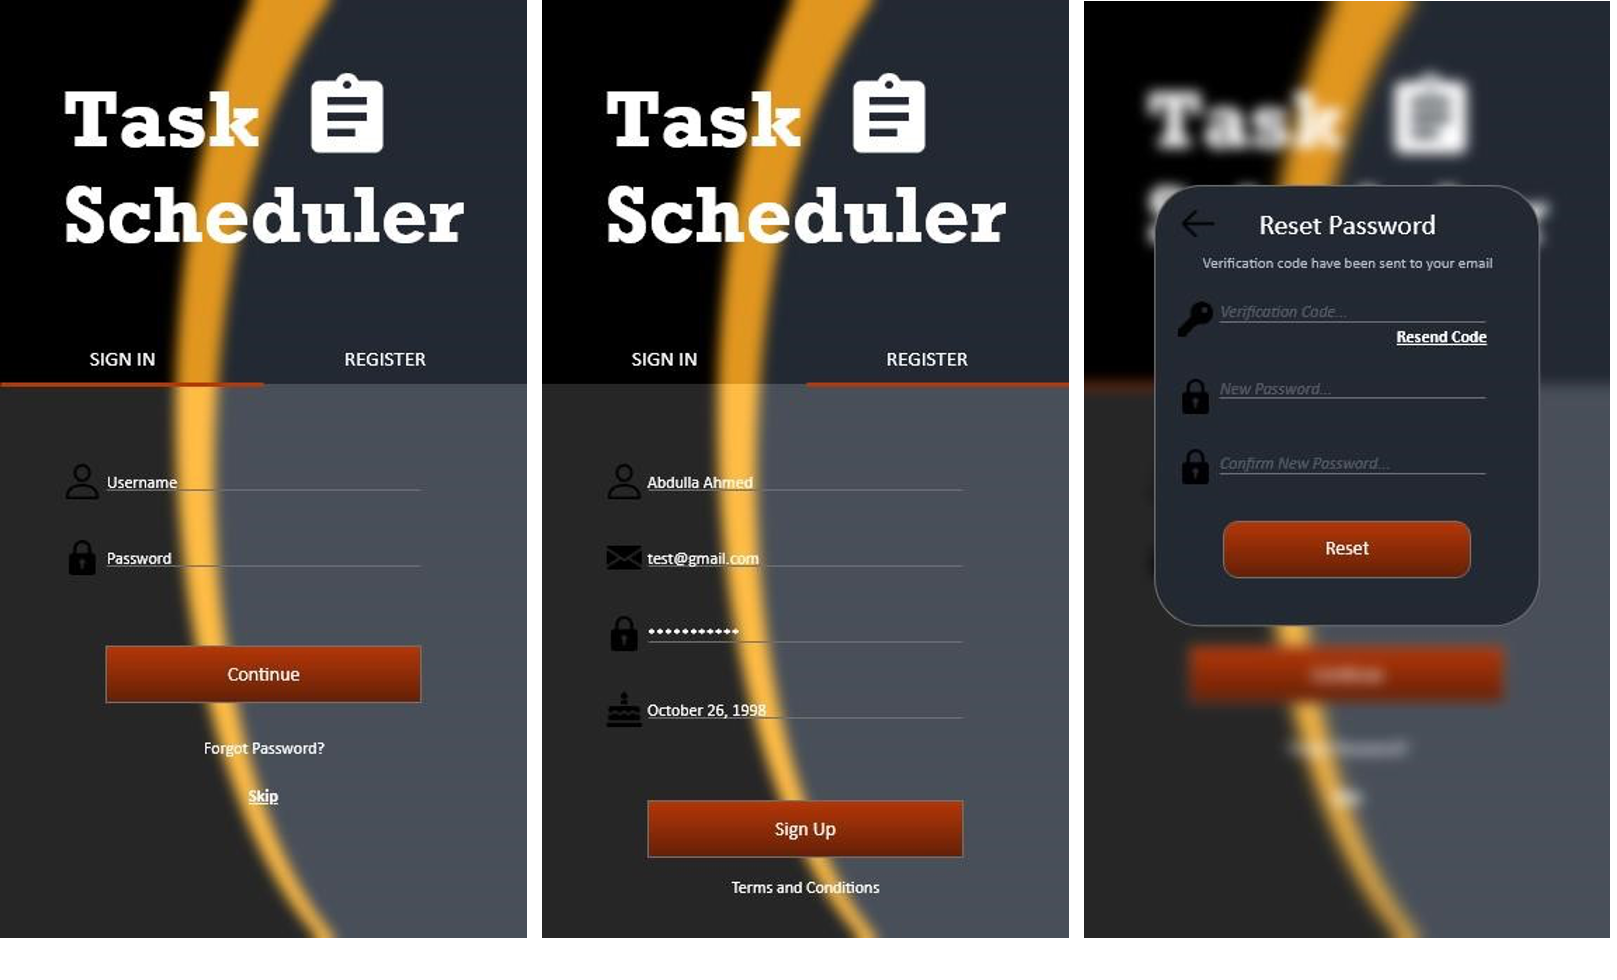 Task
Scheduler
SIGN IN
REGISTER
Username
Password
Continue
Forgot Password?
Skip
Task
Scheduler
SIGN IN
REGISTER
Abdulla Ahmed
test@gmail.com
•••••••••••
October 26, 1998
Sign Up
Terms and Conditions
Task
Reset Password
Verification code have been sent to your email
Verification Code...
Resend Code
New Password...
Confirm New Password...
Reset
Continue